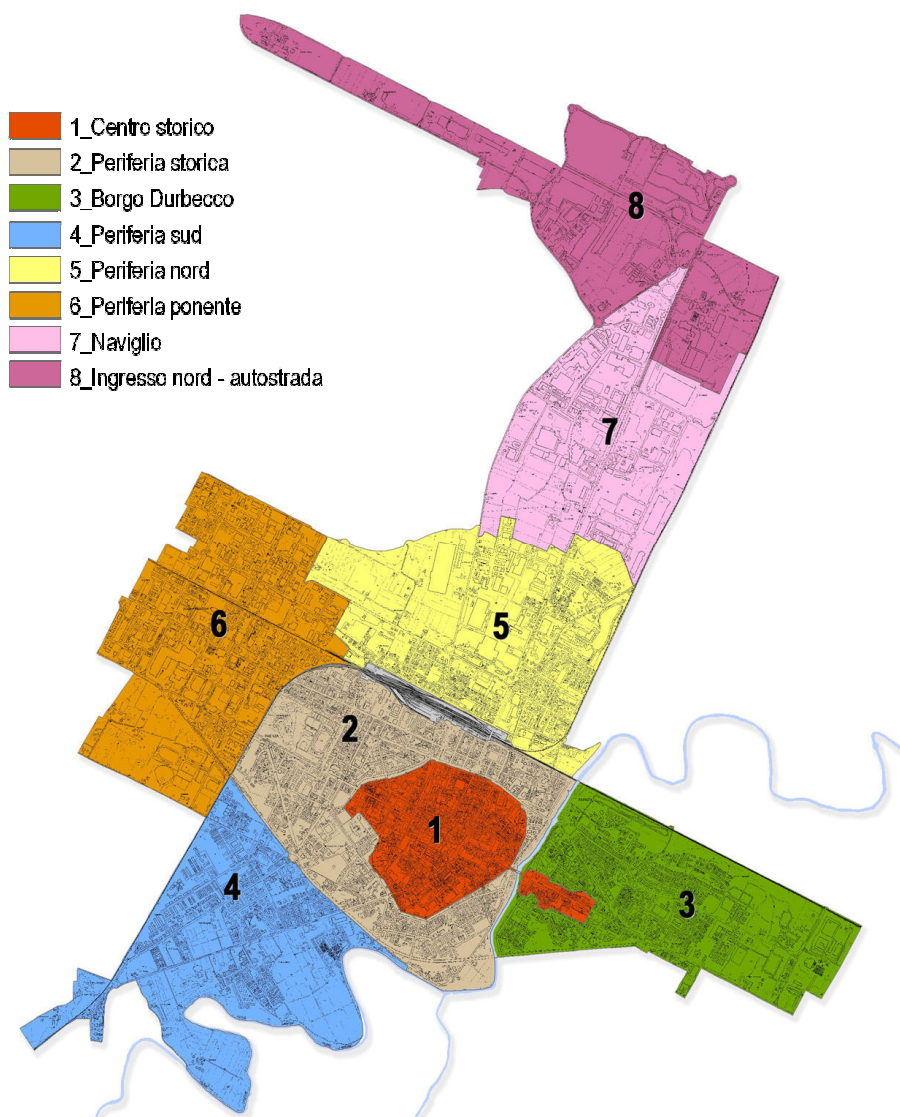 1_Centro storico
2_Periferia storica
3_Borgo Durbecco
4_Periferia sud
5_Periferia nord
6_Periferia ponente
7_Naviglio
8_Ingresso nord - autostrada
8
7
6
5
2
1
4
3